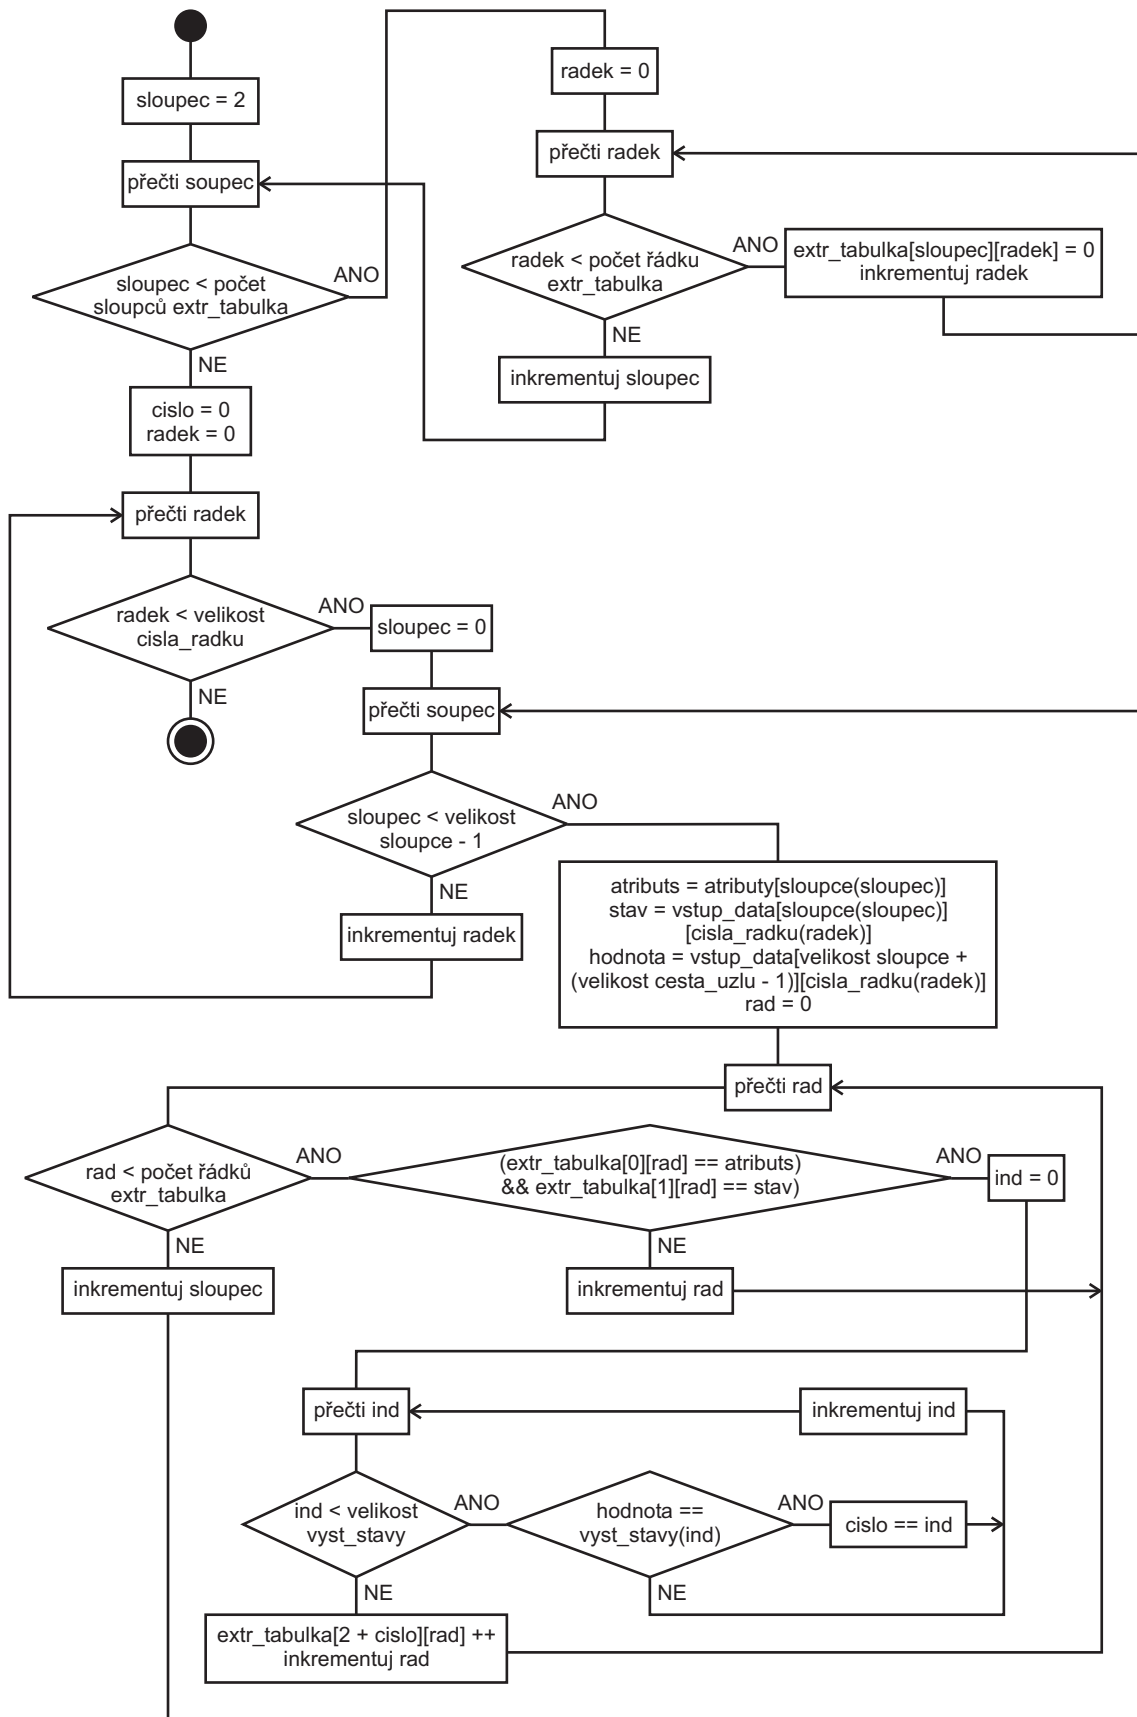 sloupec = 2
přečti soupec
sloupec < počet
sloupců extr_tabulka
ANO
NE
radek = 0
přečti radek
radek < počet řádku
extr_tabulka
ANO
extr_tabulka[sloupec][radek] = 0
inkrementuj radek
NE
inkrementuj sloupec
cislo = 0
radek = 0
přečti radek
radek < velikost
cisla_radku
ANO
NE
sloupec = 0
přečti soupec
sloupec < velikost
sloupce - 1
ANO
NE
inkrementuj radek
atributs = atributy[sloupce(sloupec)]
stav = vstup_data[sloupce(sloupec)]
[cisla_radku(radek)]
hodnota = vstup_data[velikost sloupce +
(velikost cesta_uzlu - 1)][cisla_radku(radek)]
rad = 0
přečti rad
rad < počet řádků
extr_tabulka
ANO
NE
inkrementuj sloupec
(extr_tabulka[0][rad] == atributs)
&& extr_tabulka[1][rad] == stav)
ANO
ind = 0
NE
inkrementuj rad
přečti ind
inkrementuj ind
ind < velikost
vyst_stavy
ANO
hodnota ==
vyst_stavy(ind)
ANO
cislo == ind
NE
NE
extr_tabulka[2 + cislo][rad] ++
inkrementuj rad